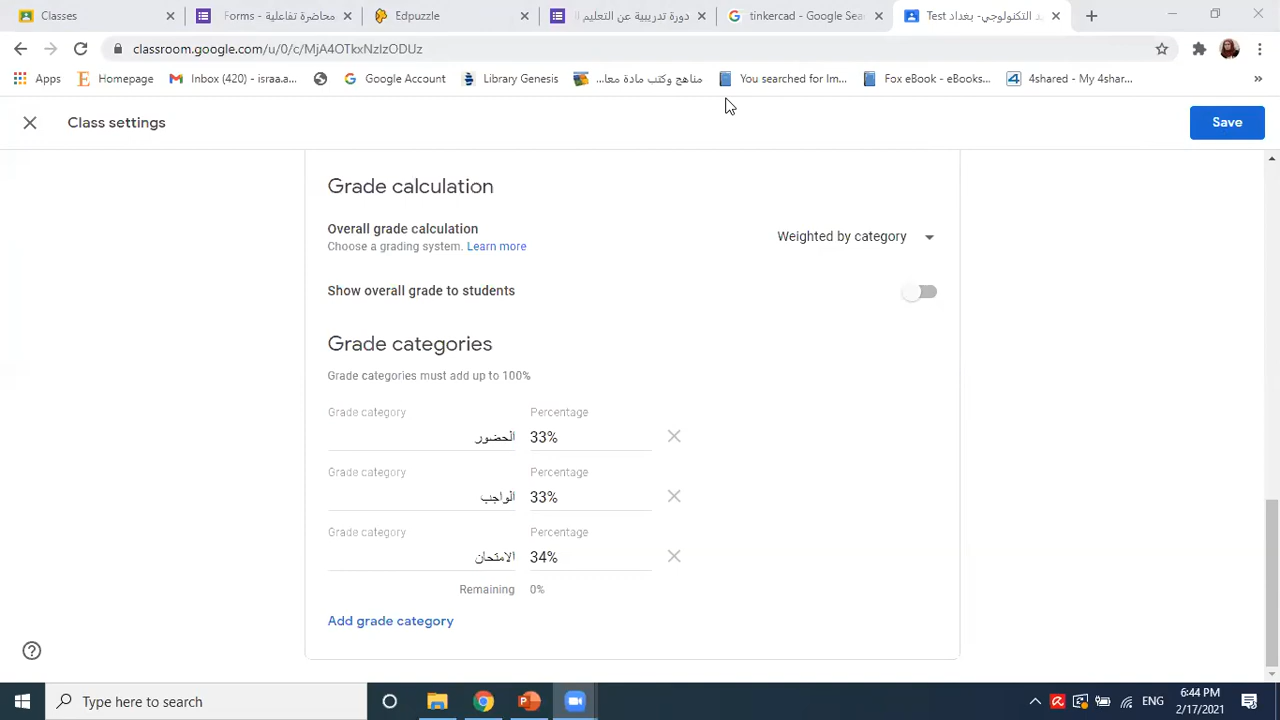 Classes
محاضرة تفاعلية - Forms
Edpuzzle
دورة تدريبية عن التعليم ال
tinkercad - Google Sea
د التكنولوجي- بغداد Test
classroom.google.com/u/0/c/MjA4OTkxNzIzODUz
Apps
Homepage
Inbox (420) - israa.e...
Google Account
Library Genesis
مناهج وكتب مادة معا...
You searched for Im...
Fox eBook - eBooks...
4shared - My 4shar...
»
Class settings
Save
Grade calculation
Overall grade calculation
Choose a grading system. Learn more
Weighted by category
Show overall grade to students
Grade categories
Grade categories must add up to 100%
Grade category Percentage
الحضور 33%
Grade category Percentage
الواجب 33%
Grade category Percentage
الامتحان 34%
Remaining 0%
Add grade category
Type here to search
ENG
6:44 PM
2/17/2021